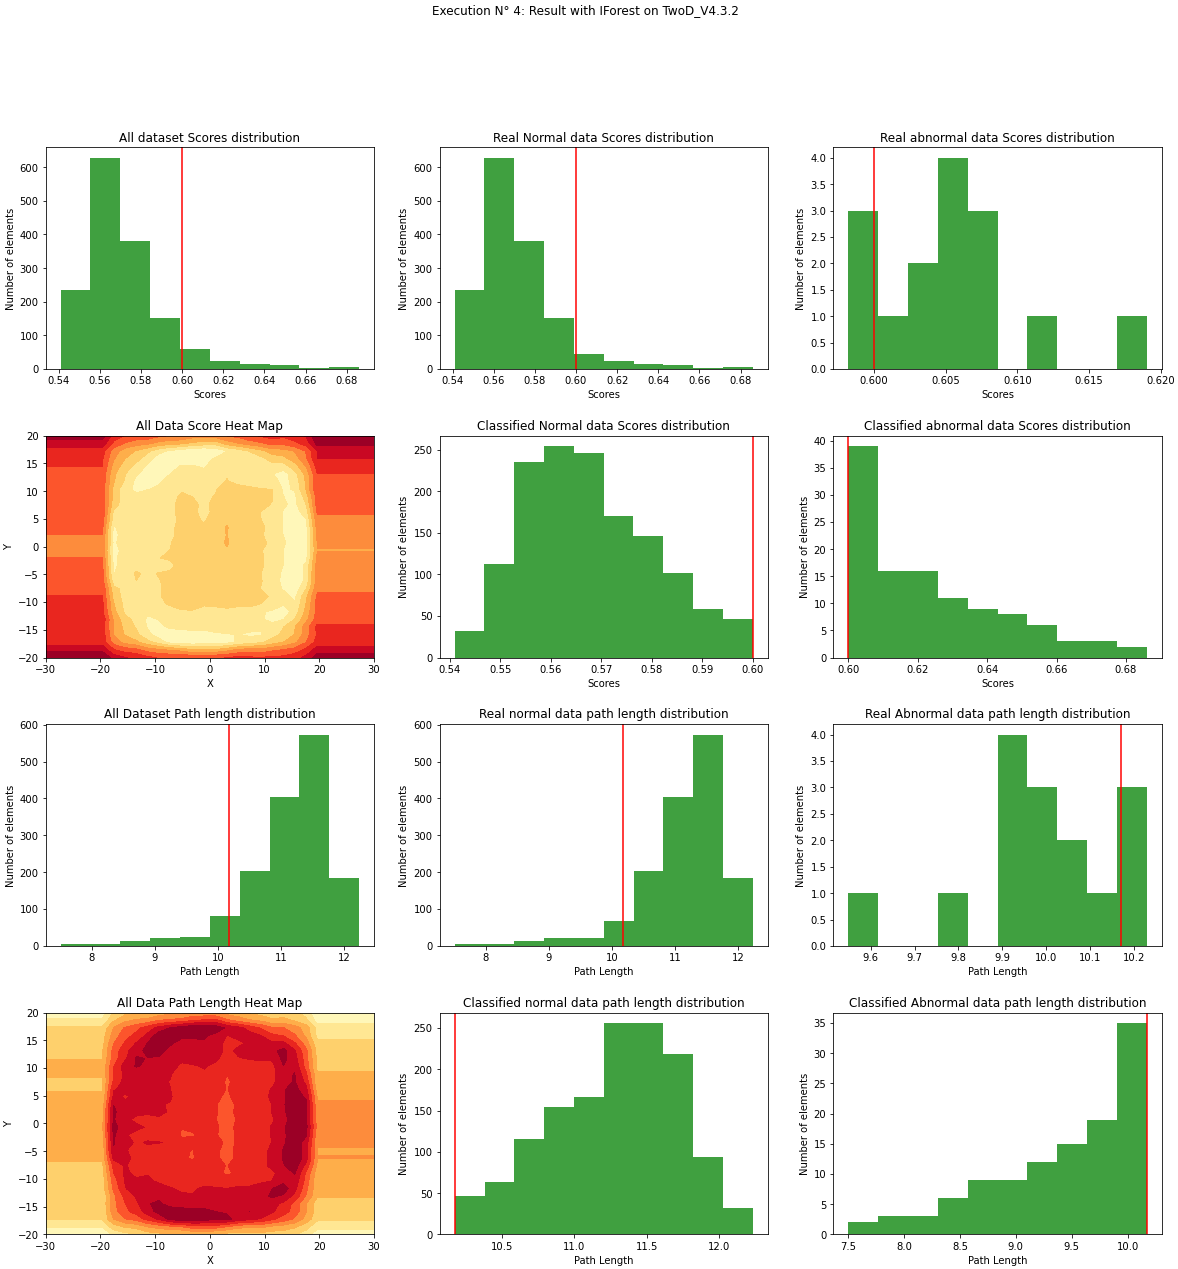 Execution N° 4: Result with IForest on TwoD_V4.3.2
All dataset Scores distribution
Number of elements
600
500
400
300
200
100
0
0.54 0.56 0.58 0.60 0.62 0.64 0.66 0.68
Scores
Real Normal data Scores distribution
Number of elements
600
500
400
300
200
100
0
0.54 0.56 0.58 0.60 0.62 0.64 0.66 0.68
Scores
Real abnormal data Scores distribution
Number of elements
4.0
3.5
3.0
2.5
2.0
1.5
1.0
0.5
0.0
0.600 0.605 0.610 0.615 0.620
Scores
All Data Score Heat Map
Y
20
15
10
5
0
−5
−10
−15
−20
−30 −20 −10 0 10 20 30
X
Classified Normal data Scores distribution
Number of elements
250
200
150
100
50
0
0.54 0.55 0.56 0.57 0.58 0.59 0.60
Scores
Classified abnormal data Scores distribution
Number of elements
40
35
30
25
20
15
10
5
0
0.60 0.62 0.64 0.66 0.68
Scores
All Dataset Path length distribution
Number of elements
600
500
400
300
200
100
0
8 9 10 11 12
Path Length
Real normal data path length distribution
Number of elements
600
500
400
300
200
100
0
8 9 10 11 12
Path Length
Real Abnormal data path length distribution
Number of elements
4.0
3.5
3.0
2.5
2.0
1.5
1.0
0.5
0.0
9.6 9.7 9.8 9.9 10.0 10.1 10.2
Path Length
All Data Path Length Heat Map
Y
20
15
10
5
0
−5
−10
−15
−20
−30 −20 −10 0 10 20 30
X
Classified normal data path length distribution
Number of elements
250
200
150
100
50
0
10.5 11.0 11.5 12.0
Path Length
Classified Abnormal data path length distribution
Number of elements
35
30
25
20
15
10
5
0
7.5 8.0 8.5 9.0 9.5 10.0
Path Length